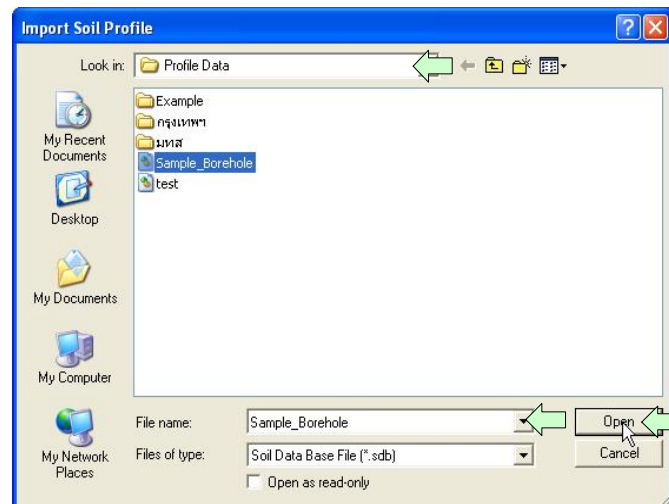 Import Soil Profile
Look in: Profile Data
My Recent
Documents
Desktop
My Documents
My Computer
My Network
Places
Example
กรุงเทพฯ
มทส
Sample_Borehole
test
File name: Sample_Borehole Open
Files of type: Soil Data Base File (*.sdb) Cancel
Open as read-only